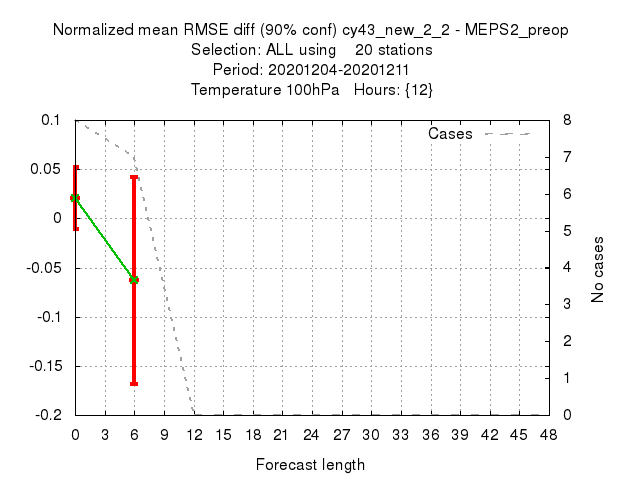 Normalized mean RMSE diff (90% conf) cy43_new_2_2 - MEPS2_preop
Selection: ALL using    20 stations
Period: 20201204-20201211
Temperature 100hPa   Hours: {12}
Cases
0.1
0.05
0
-0.05
-0.1
-0.15
-0.2
8
7
6
5
4
3
2
1
0
No cases
0 3 6 9 12 15 18 21 24 27 30 33 36 39 42 45 48
Forecast length